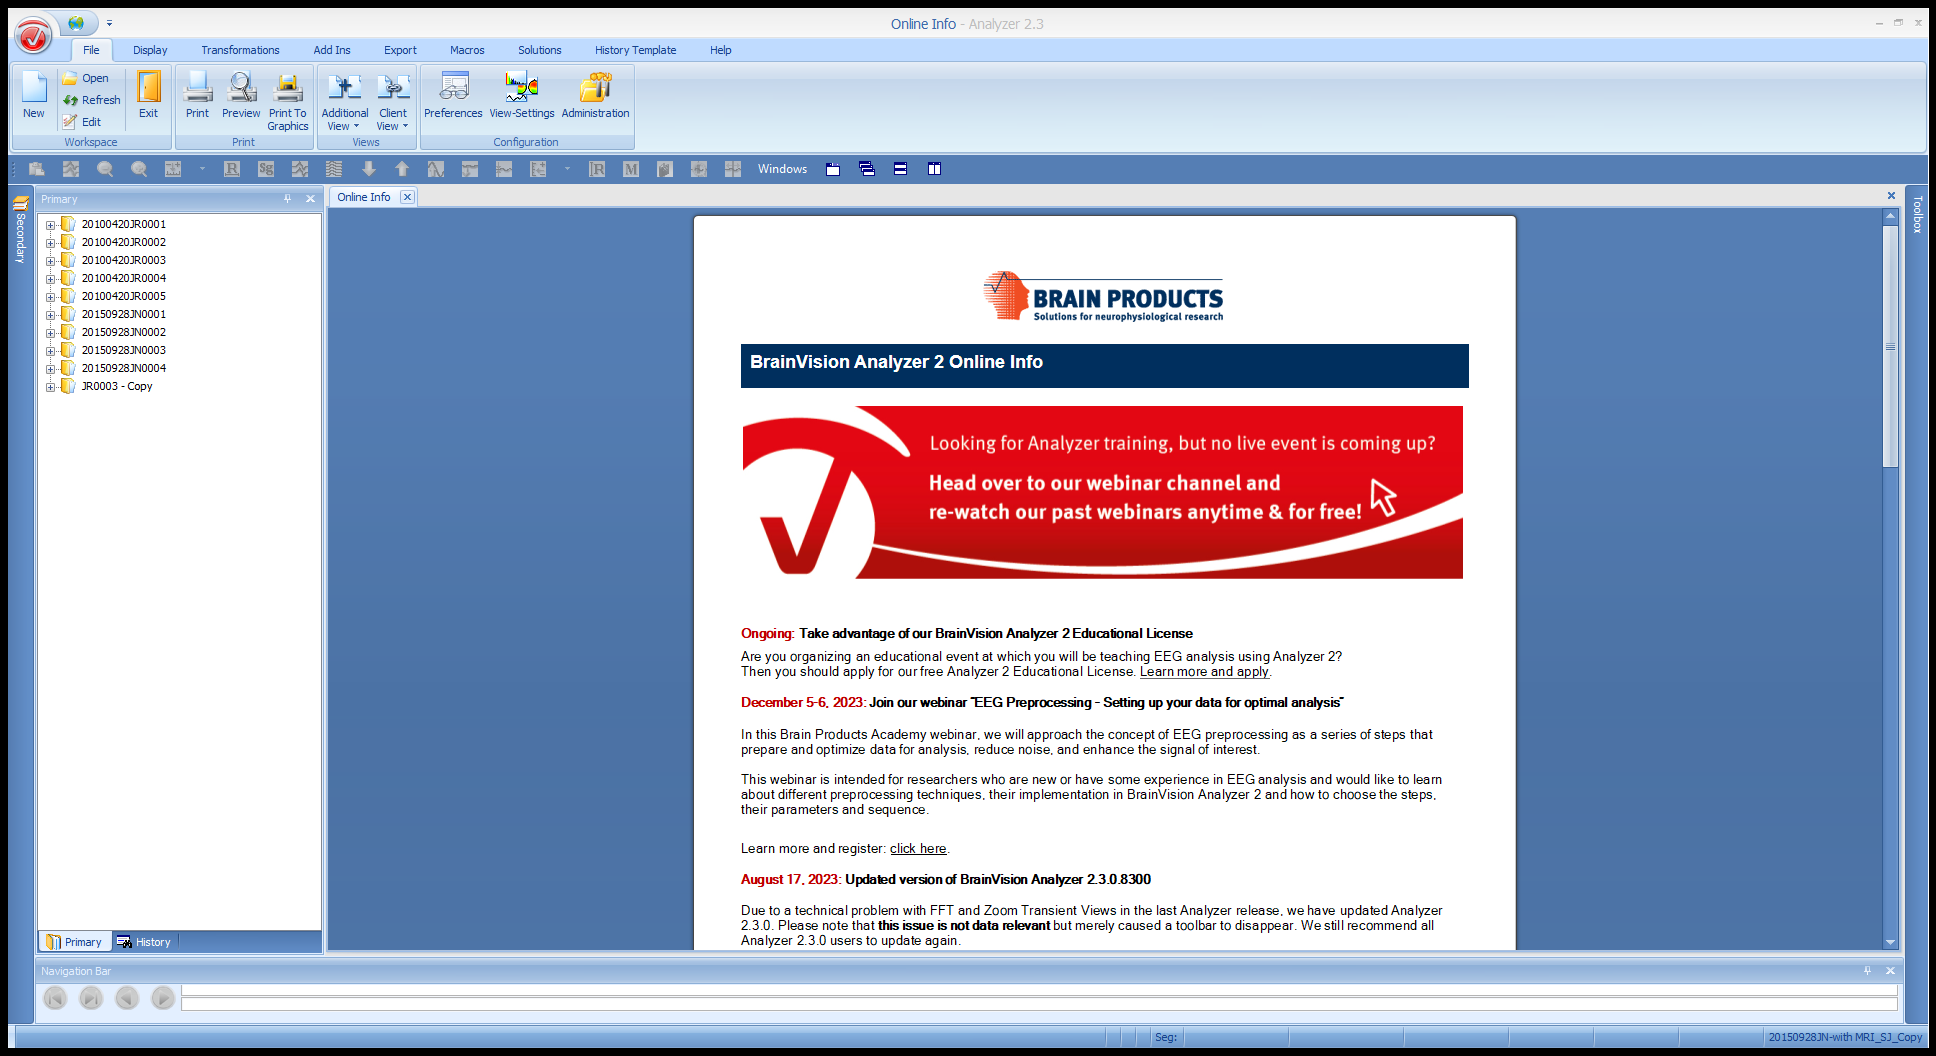 Online Info - Analyzer 2.3
File Display Transformations Add Ins Export Macros Solutions History Template Help
New
Open
Refresh
Edit
Exit
Workspace
Print
Preview
Print To Graphics
Print
Additional View
Client View
Views
Preferences
View-Settings
Administration
Configuration
R Sg R M Windows
Secondary
Primary
20100420JR0001
20100420JR0002
20100420JR0003
20100420JR0004
20100420JR0005
20150928JN0001
20150928JN0002
20150928JN0003
20150928JN0004
JR0003 - Copy
Primary History
Online Info
Toolbox
BRAIN PRODUCTS
Solutions for neurophysiological research
BrainVision Analyzer 2 Online Info
Looking for Analyzer training, but no live event is coming up?
Head over to our webinar channel and
re-watch our past webinars anytime & for free!
Ongoing: Take advantage of our BrainVision Analyzer 2 Educational License
Are you organizing an educational event at which you will be teaching EEG analysis using Analyzer 2?
Then you should apply for our free Analyzer 2 Educational License. Learn more and apply.
December 5-6, 2023: Join our webinar "EEG Preprocessing - Setting up your data for optimal analysis"
In this Brain Products Academy webinar, we will approach the concept of EEG preprocessing as a series of steps that
prepare and optimize data for analysis, reduce noise, and enhance the signal of interest.
This webinar is intended for researchers who are new or have some experience in EEG analysis and would like to learn
about different preprocessing techniques, their implementation in BrainVision Analyzer 2 and how to choose the steps,
their parameters and sequence.
Learn more and register: click here.
August 17, 2023: Updated version of BrainVision Analyzer 2.3.0.8300
Due to a technical problem with FFT and Zoom Transient Views in the last Analyzer release, we have updated Analyzer
2.3.0. Please note that this issue is not data relevant but merely caused a toolbar to disappear. We still recommend all
Analyzer 2.3.0 users to update again.
Navigation Bar
Seg:
20150928JN-with MRI_SJ_Copy